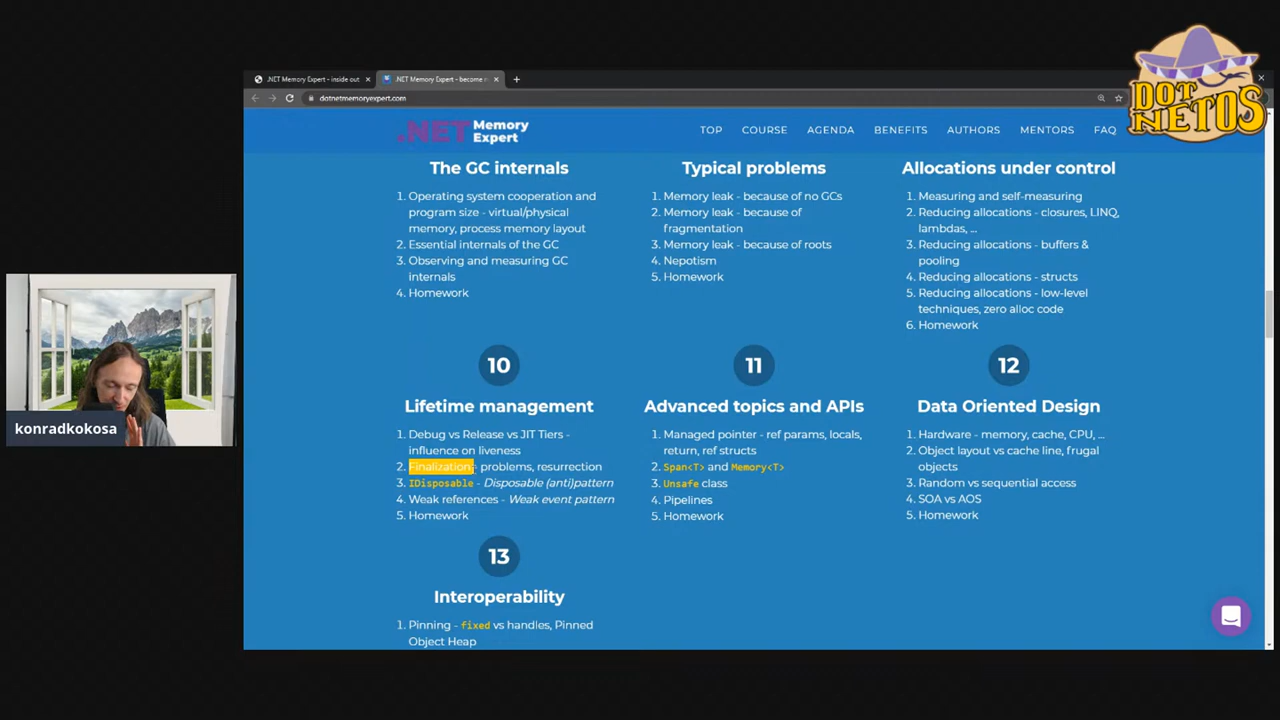 DOT
NETOS
.NET Memory Expert - inside out
.NET Memory Expert - become
dotnetmemoryexpert.com
.NET Memory
Expert
TOP COURSE AGENDA BENEFITS AUTHORS MENTORS FAQ
The GC internals
1. Operating system cooperation and
program size - virtual/physical
memory, process memory layout
2. Essential internals of the GC
3. Observing and measuring GC
internals
4. Homework
Typical problems
1. Memory leak - because of no GCs
2. Memory leak - because of
fragmentation
3. Memory leak - because of roots
4. Nepotism
5. Homework
Allocations under control
1. Measuring and self-measuring
2. Reducing allocations - closures, LINQ,
lambdas, ...
3. Reducing allocations - buffers &
pooling
4. Reducing allocations - structs
5. Reducing allocations - low-level
techniques, zero alloc code
6. Homework
10
Lifetime management
1. Debug vs Release vs JIT Tiers -
influence on liveness
2. Finalization - problems, resurrection
3. IDisposable - Disposable (anti)pattern
4. Weak references - Weak event pattern
5. Homework
11
Advanced topics and APIs
1. Managed pointer - ref params, locals,
return, ref structs
2. Span<T> and Memory<T>
3. Unsafe class
4. Pipelines
5. Homework
12
Data Oriented Design
1. Hardware - memory, cache, CPU, ...
2. Object layout vs cache line, frugal
objects
3. Random vs sequential access
4. SOA vs AOS
5. Homework
13
Interoperability
1. Pinning - fixed vs handles, Pinned
Object Heap
konradkokosa